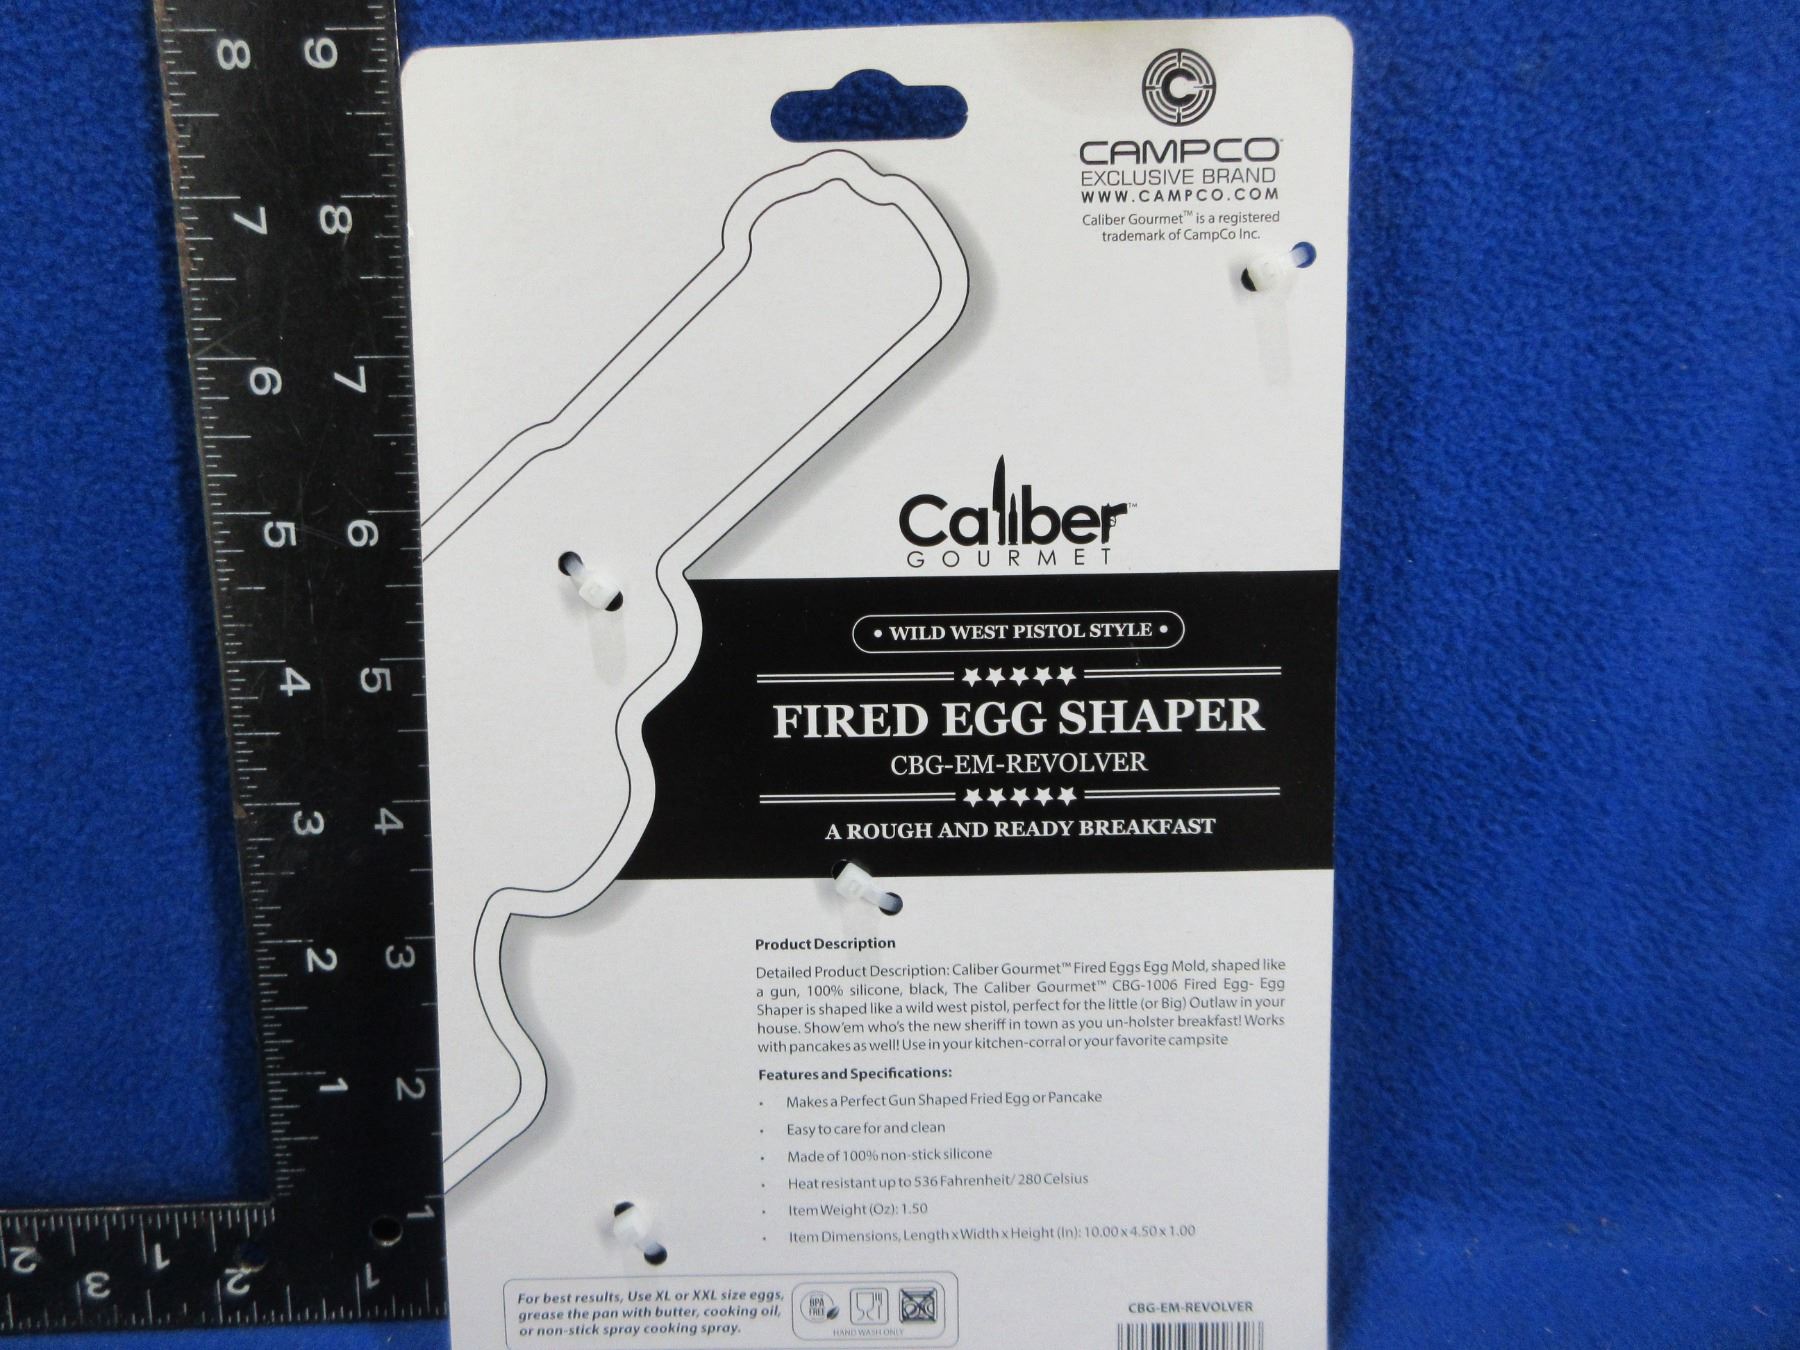 CAMPCO
EXCLUSIVE BRAND
WWW.CAMPCO.COM
Caliber Gourmet™ is a registered
trademark of CampCo Inc.
Caliber™
GOURMET
• WILD WEST PISTOL STYLE •
FIRED EGG SHAPER
CBG-EM-REVOLVER
A ROUGH AND READY BREAKFAST
Product Description
Detailed Product Description: Caliber Gourmet™ Fired Eggs Egg Mold, shaped like
a gun, 100% silicone, black, The Caliber Gourmet™ CBG-1006 Fired Egg- Egg
Shaper is shaped like a wild west pistol, perfect for the little (or Big) Outlaw in your
house. Show'em who's the new sheriff in town as you un-holster breakfast! Works
with pancakes as well! Use in your kitchen-corral or your favorite campsite
Features and Specifications:
• Makes a Perfect Gun Shaped Fried Egg or Pancake
• Easy to care for and clean
• Made of 100% non-stick silicone
• Heat resistant up to 536 Fahrenheit/ 280 Celsius
• Item Weight (Oz): 1.50
• Item Dimensions, Length x Width x Height (In): 10.00 x 4.50 x 1.00
For best results, Use XL or XXL size eggs,
grease the pan with butter, cooking oil,
or non-stick spray cooking spray.
BPA
FREE
HAND WASH ONLY
CBG-EM-REVOLVER
8 9
7 8
6 7
5 6
4 5
3 4
2 3
1 2
1
2 1
3 2 1